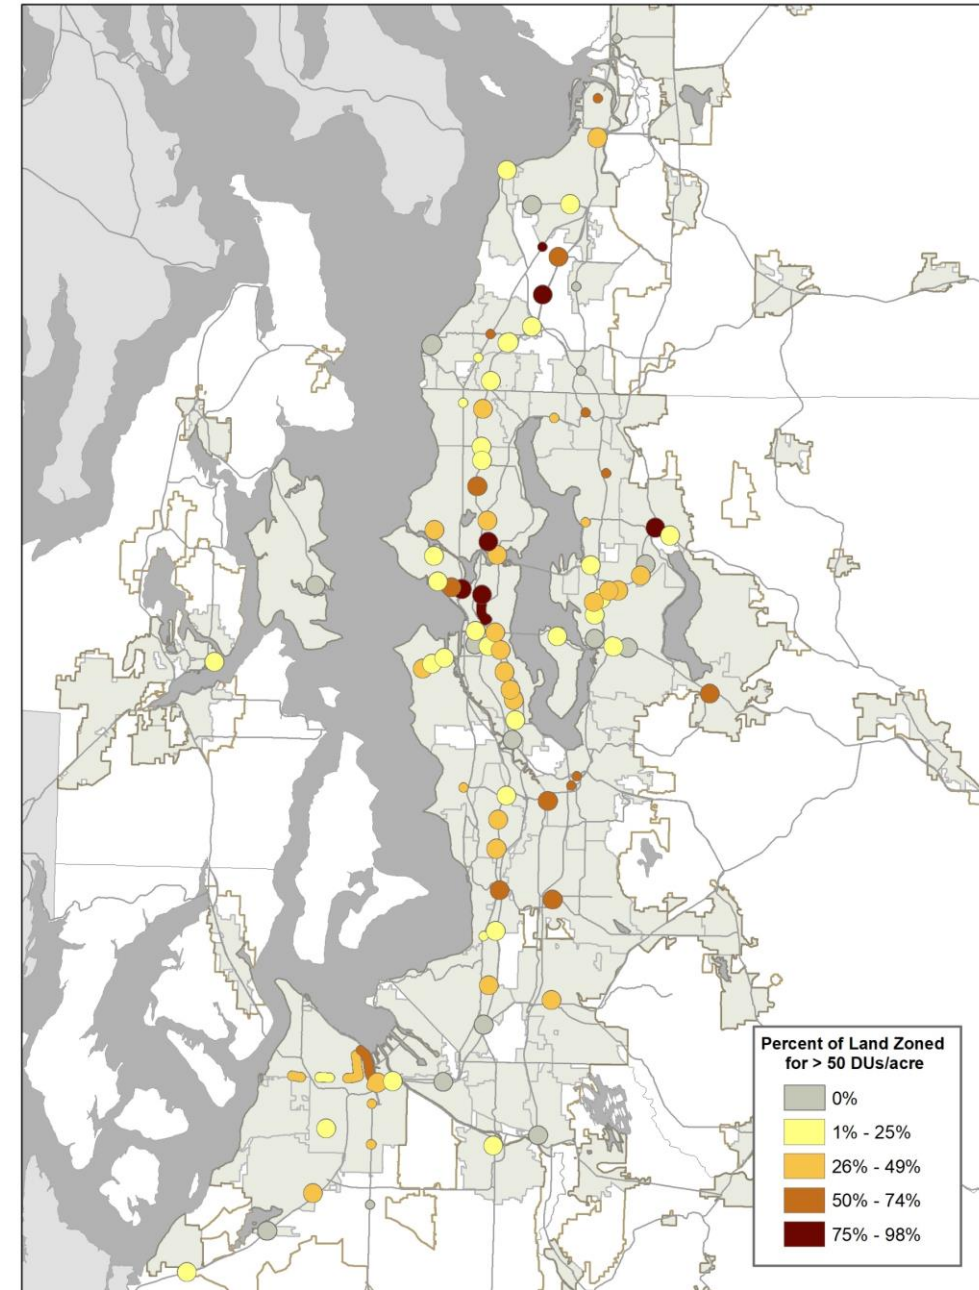 Percent of Land Zoned
for > 50 DUs/acre
0%
1% - 25%
26% - 49%
50% - 74%
75% - 98%